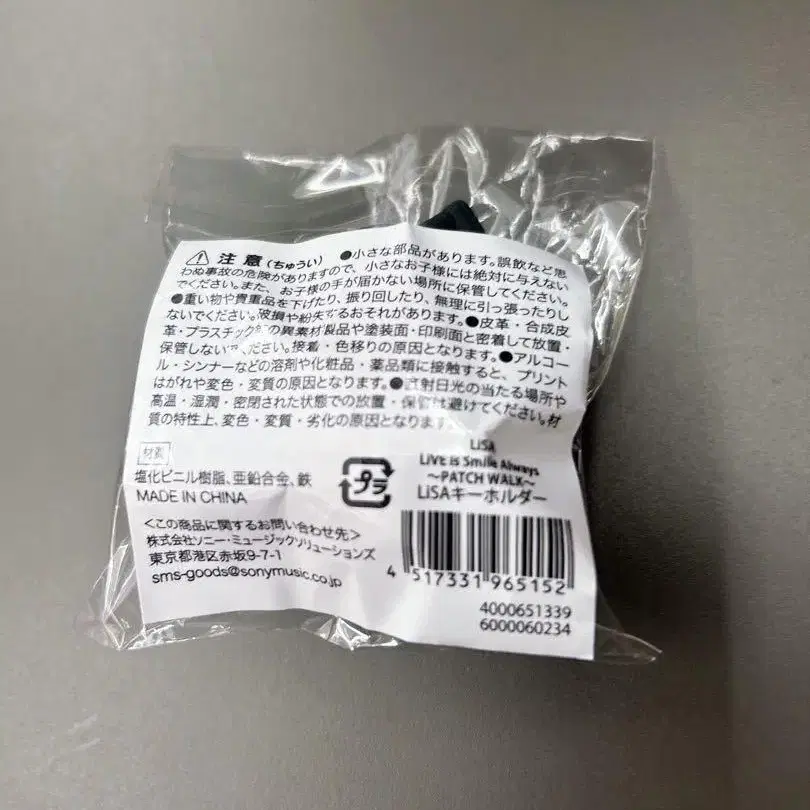 注意(ちゅうい) ●小さな部品があります。誤飲など思
わぬ事故の危険がありますので、小さなお子様には絶対に与えない
でください。また、お子様の手が届かない場所に保管してください。
●重い物や貴重品を下げたり、振り回したり、無理に引っ張ったりし
ないでください。破損や紛失するおそれがあります。●皮革・合成皮
革・プラスチック等の異素材製品や塗装面・印刷面と密着して放置・
保管しないでください。接着・色移りの原因となります。●アルコー
ル・シンナーなどの溶剤や化粧品・薬品類に接触すると、プリント
はがれや変色・変質の原因となります。●直射日光の当たる場所や
高温・湿潤・密閉された状態での放置・保管は避けてください。材
質の特性上、変色・変質・劣化の原因となります。
材質
塩化ビニル樹脂、亜鉛合金、鉄
MADE IN CHINA
プラ
LiSA
LiVE is Smile Always
~PATCH WALK~
LiSAキーホルダー
<この商品に関するお問い合わせ先>
株式会社ソニー・ミュージックソリューションズ
東京都港区赤坂9-7-1
sms-goods@sonymusic.co.jp
4 517331 965152
4000651339
6000060234